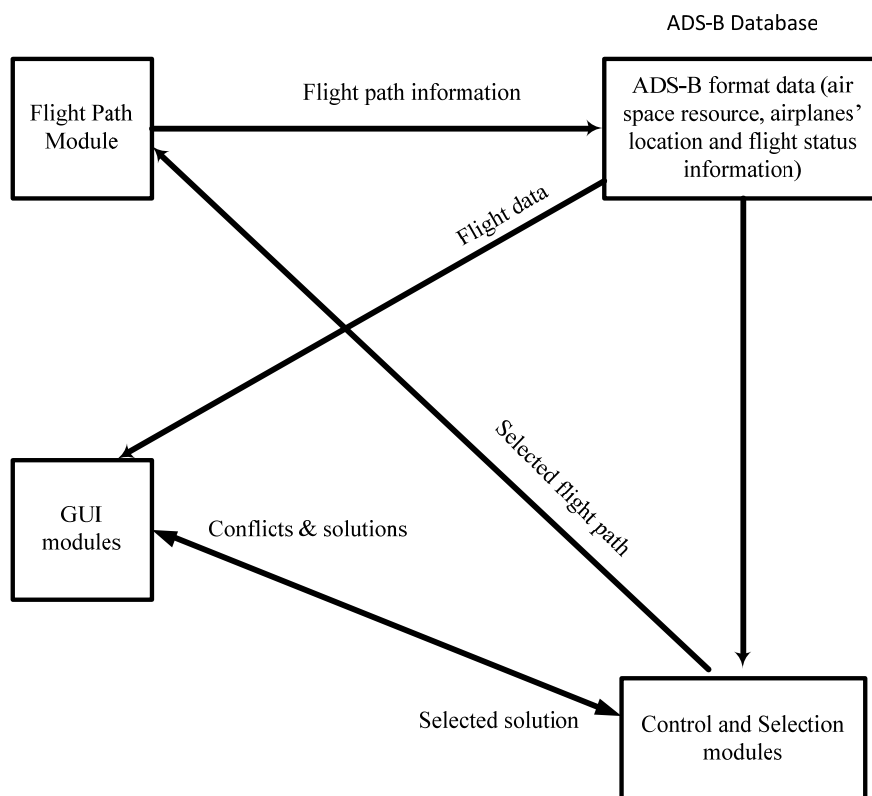 ADS-B Database
Flight Path
Module
Flight path information
ADS-B format data (air
space resource, airplanes’
location and flight status
information)
Flight data
Selected flight path
GUI
modules
Conflicts & solutions
Selected solution
Control and Selection
modules